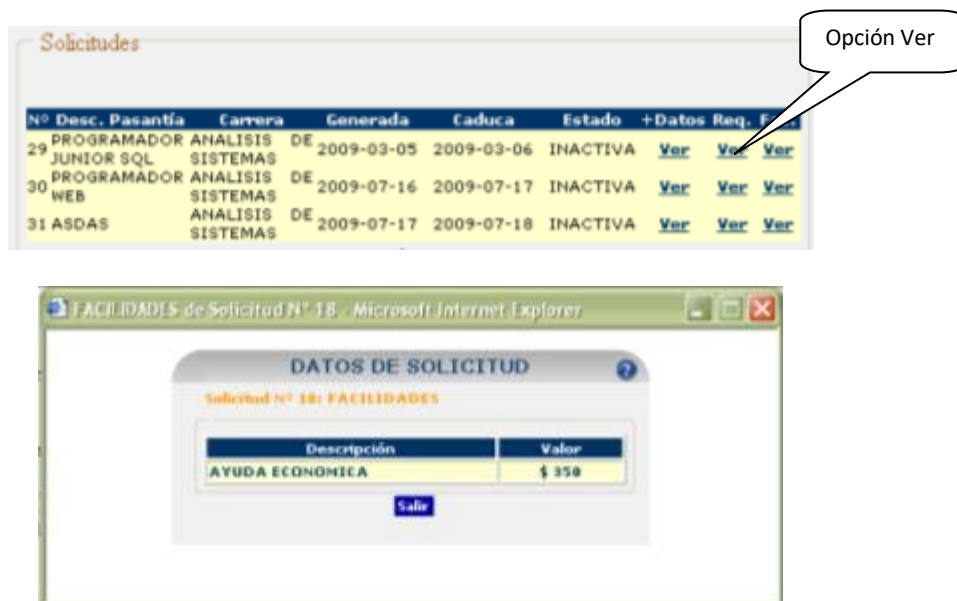 Opción Ver
Solicitudes
Nº Desc. Pasantía Carrera Generada Caduca Estado +Datos Req.
29 PROGRAMADOR JUNIOR SQL ANALISIS DE SISTEMAS 2009-03-05 2009-03-06 INACTIVA Ver Ver Ver
30 PROGRAMADOR WEB ANALISIS DE SISTEMAS 2009-07-16 2009-07-17 INACTIVA Ver Ver Ver
31 ASDAS ANALISIS DE SISTEMAS 2009-07-17 2009-07-18 INACTIVA Ver Ver Ver
FACILIDADES de Solicitud Nº 18 - Microsoft Internet Explorer
DATOS DE SOLICITUD
Solicitud Nº 18: FACILIDADES
Descripción Valor
AYUDA ECONOMICA $ 350
Salir